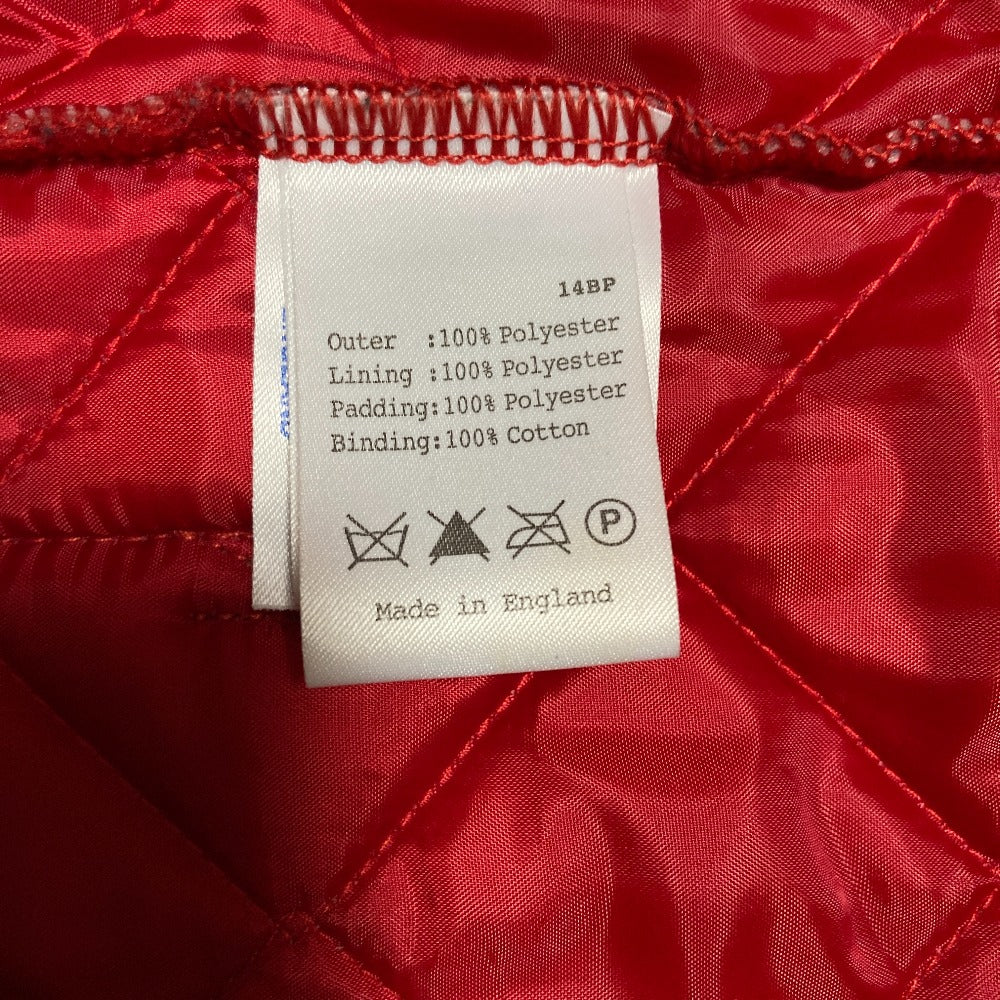 14BP
Outer :100% Polyester
Lining :100% Polyester
Padding:100% Polyester
Binding:100% Cotton
P
Made in England